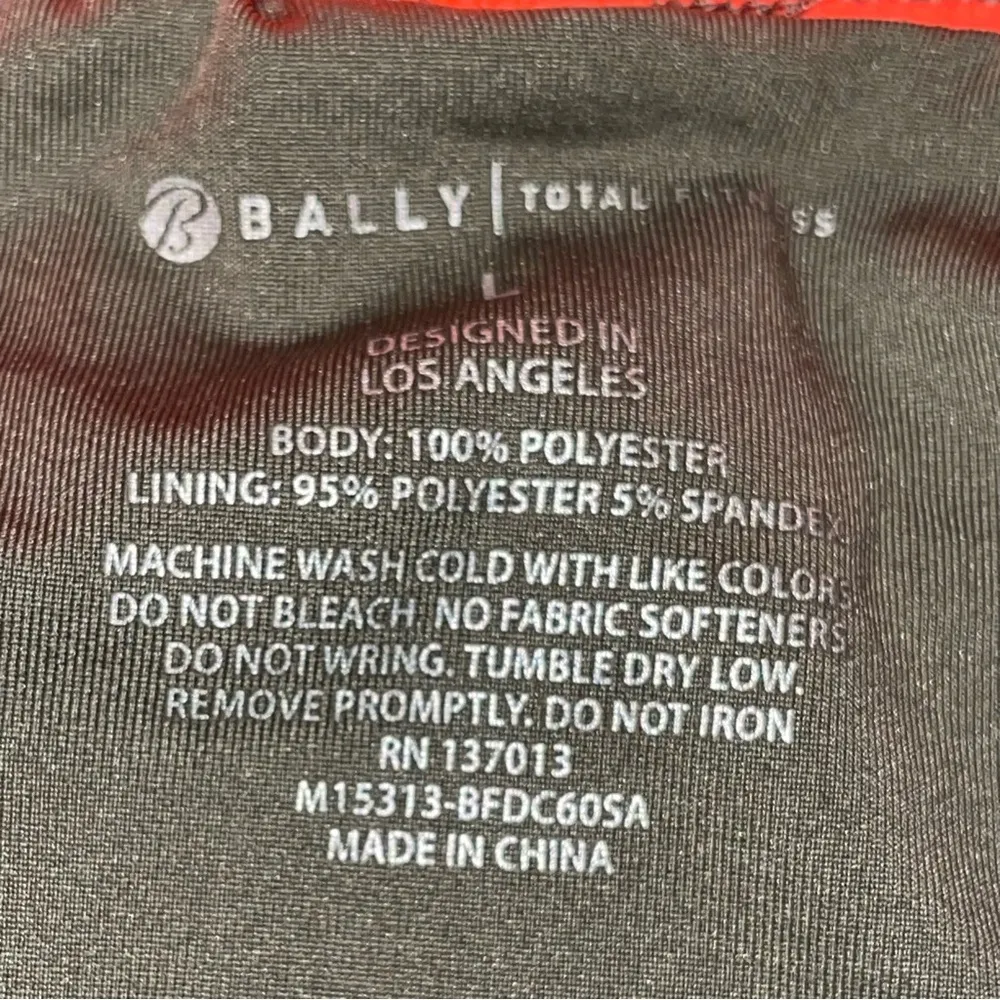 B BALLY | TOTAL FITNESS
L
DESIGNED IN
LOS ANGELES
BODY: 100% POLYESTER
LINING: 95% POLYESTER 5% SPANDEX
MACHINE WASH COLD WITH LIKE COLORS.
DO NOT BLEACH. NO FABRIC SOFTENERS
DO NOT WRING. TUMBLE DRY LOW.
REMOVE PROMPTLY. DO NOT IRON
RN 137013
M15313-BFDC60SA
MADE IN CHINA